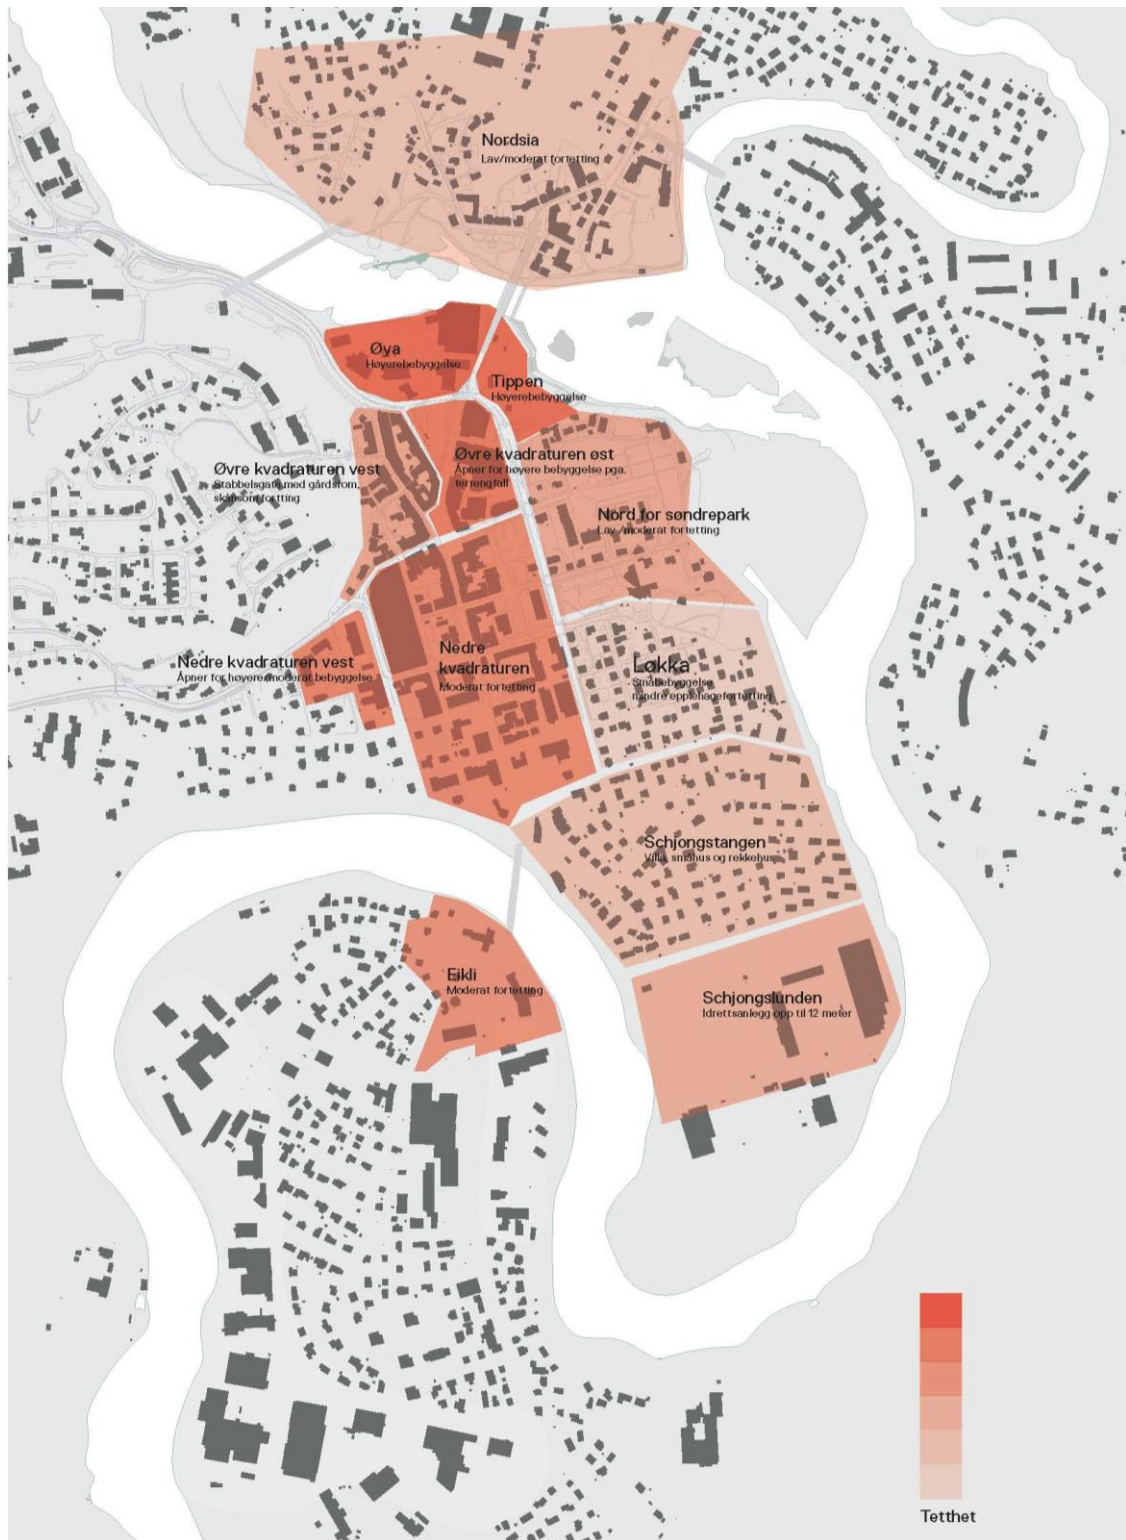 Nordsia
Lav/moderat fortetting
Øya
Høyerebebyggelse
Tippen
Høyerebebyggelse
Øvre kvadraturen vest
Stabbelsgate med gårdsrom,
skånsom fortting
Øvre kvadraturen øst
Åpner for høyere bebyggelse pga.
terrengfall
Nord for søndrepark
Lav-/moderat fortetting
Nedre kvadraturen vest
Åpner for høyere/moderat bebyggelse
Nedre
kvadraturen
Moderat fortetting
Løkka
Småbebyggelse
mindre eplehagefortetting
Schjongstangen
Villa, småhus og rekkehus
Eikli
Moderat fortetting
Schjongslunden
Idrettsanlegg opp til 12 meter
Tetthet